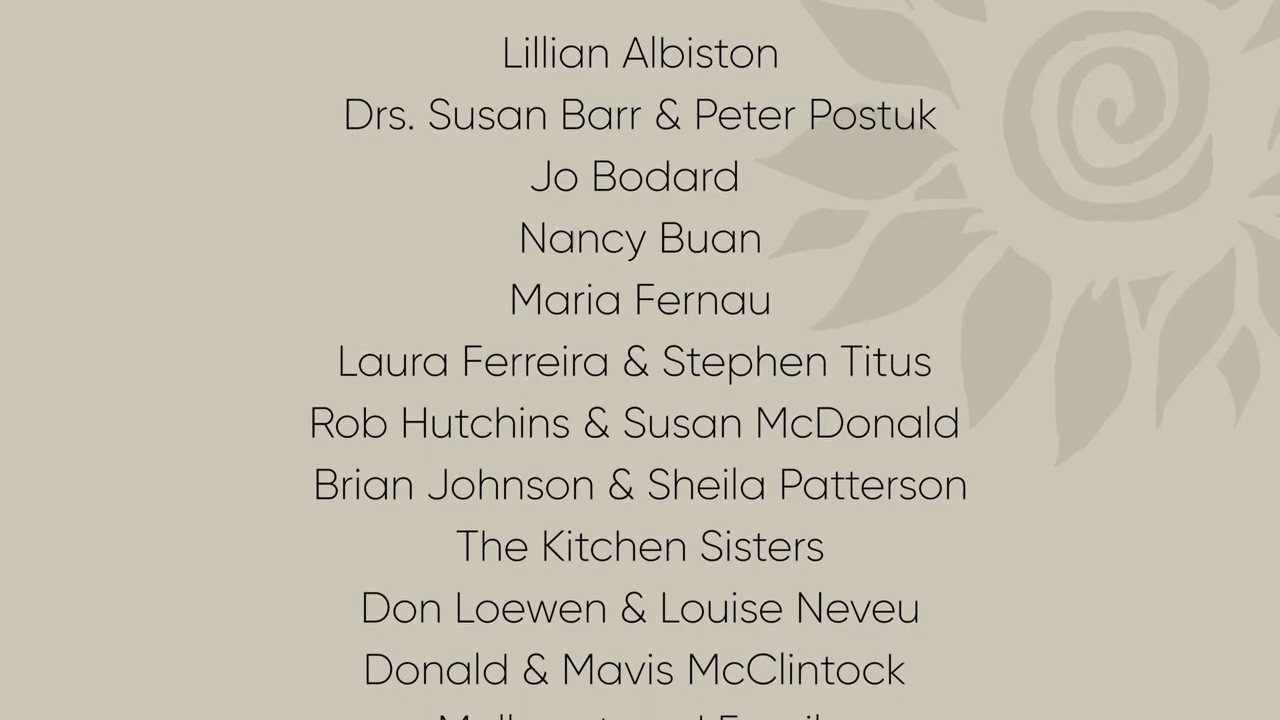 Lillian Albiston
Drs. Susan Barr & Peter Postuk
Jo Bodard
Nancy Buan
Maria Fernau
Laura Ferreira & Stephen Titus
Rob Hutchins & Susan McDonald
Brian Johnson & Sheila Patterson
The Kitchen Sisters
Don Loewen & Louise Neveu
Donald & Mavis McClintock